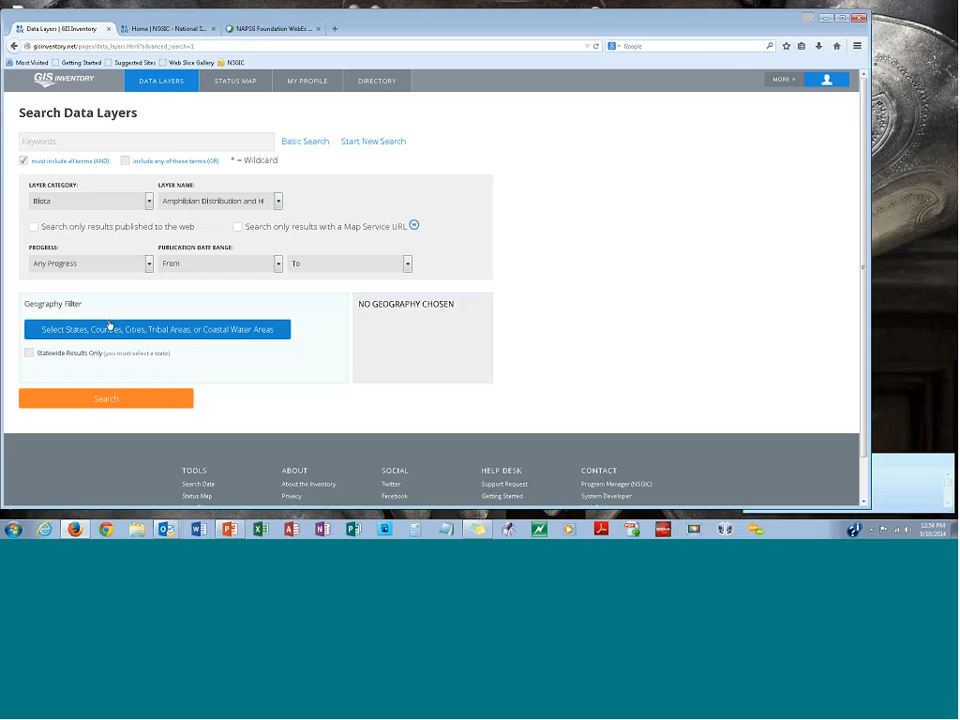 Data Layers | GIS Inventory × Home | NSGIC - National S... × NAPSG Foundation WebEx ... × +
gisinventory.net/pages/data_layers.html?advanced_search=1 Google
Most Visited Getting Started Suggested Sites Web Slice Gallery NSGIC
GIS INVENTORY DATA LAYERS STATUS MAP MY PROFILE DIRECTORY MORE
Search Data Layers
Keywords Basic Search Start New Search
must include all terms (AND) include any of those terms (OR) * = Wildcard
LAYER CATEGORY: LAYER NAME:
Biota Amphibian Distribution and H
Search only results published to the web Search only results with a Map Service URL
PROGRESS: PUBLICATION DATE RANGE:
Any Progress From To
Geography Filter NO GEOGRAPHY CHOSEN
Select States, Counties, Cities, Tribal Areas, or Coastal Water Areas
Statewide Results Only (you must select a state)
Search
TOOLS ABOUT SOCIAL HELP DESK CONTACT
Search Data About the Inventory Twitter Support Request Program Manager (NSGIC)
Status Map Privacy Facebook Getting Started System Developer
12:54 PM
9/10/2014